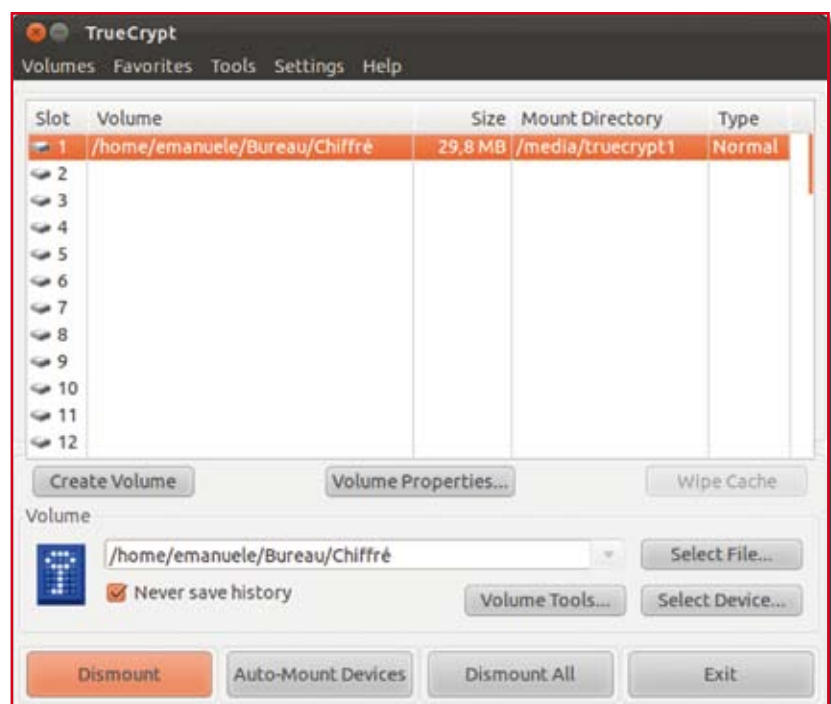 TrueCrypt
Volumes Favorites Tools Settings Help
Slot Volume Size Mount Directory Type
1 /home/emanuele/Bureau/Chiffré 29,8 MB /media/truecrypt1 Normal
2
3
4
5
6
7
8
9
10
11
12
Create Volume Volume Properties... Wipe Cache
Volume
/home/emanuele/Bureau/Chiffré Select File...
Never save history Volume Tools... Select Device...
Dismount Auto-Mount Devices Dismount All Exit